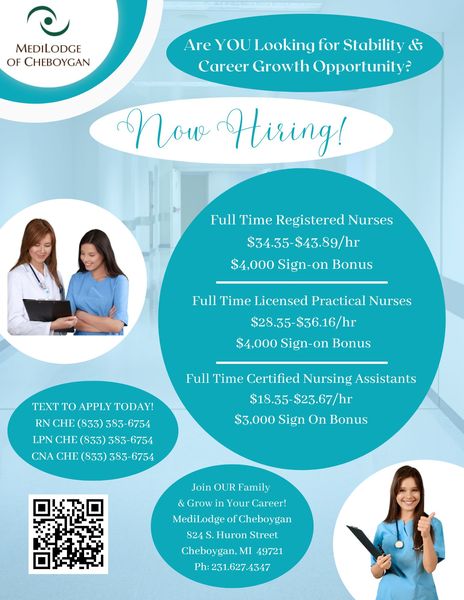 MEDILODGE
OF CHEBOYGAN
Are YOU Looking for Stability &
Career Growth Opportunity?
Now Hiring!
Full Time Registered Nurses
$34.35-$43.89/hr
$4,000 Sign-on Bonus
Full Time Licensed Practical Nurses
$28.35-$36.16/hr
$4,000 Sign-on Bonus
Full Time Certified Nursing Assistants
$18.35-$23.67/hr
$3,000 Sign On Bonus
TEXT TO APPLY TODAY!
RN CHE (833) 383-6754
LPN CHE (833) 383-6754
CNA CHE (833) 383-6754
Join OUR Family
& Grow in Your Career!
MediLodge of Cheboygan
824 S. Huron Street
Cheboygan, MI 49721
Ph: 231.627.4347